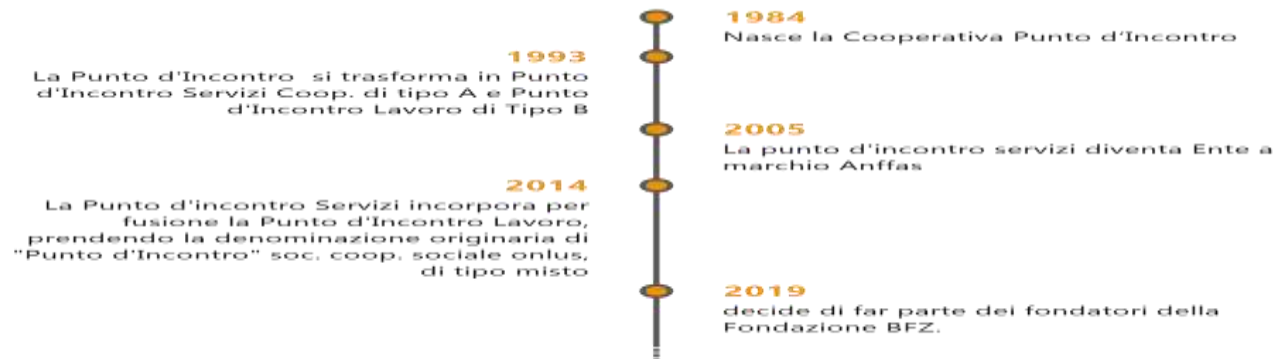 1984
Nasce la Cooperativa Punto d'Incontro
1993
La Punto d'Incontro si trasforma in Punto
d'Incontro Servizi Coop. di tipo A e Punto
d'Incontro Lavoro di Tipo B
2005
La punto d'incontro servizi diventa Ente a
marchio Anffas
2014
La Punto d'incontro Servizi incorpora per
fusione la Punto d'Incontro Lavoro,
prendendo la denominazione originaria di
"Punto d'Incontro" soc. coop. sociale onlus,
di tipo misto
2019
decide di far parte dei fondatori della
Fondazione BFZ.